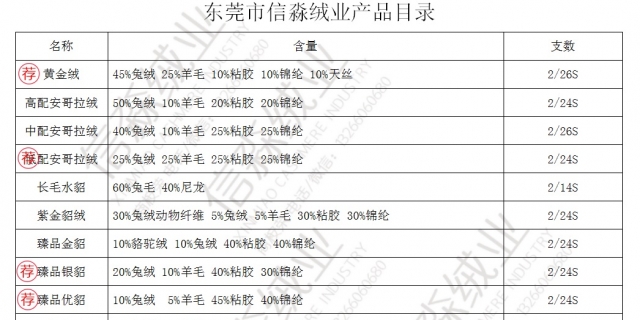 东莞市信淼绒业产品目录
名称 含量 支数
荐 黄金绒 45%兔绒 25%羊毛 10%粘胶 10%锦纶 10%天丝 2/26S
高配安哥拉绒 50%兔绒 10%羊毛 20%粘胶 20%锦纶 2/24S
中配安哥拉绒 40%兔绒 10%羊毛 25%粘胶 25%锦纶 2/26S
荐 配安哥拉绒 25%兔绒 25%羊毛 25%粘胶 25%锦纶 2/24S
长毛水貂 60%兔毛 40%尼龙 2/14S
紫金貂绒 30%兔绒动物纤维 5%兔绒 5%羊毛 30%粘胶 30%锦纶 2/24S
臻品金貂 10%貉驼绒 10%兔绒 40%粘胶 40%锦纶 2/24S
荐 臻品银貂 20%兔绒 10%羊毛 40%粘胶 30%锦纶 2/24S
荐 臻品优貂 10%兔绒 5%羊毛 45%粘胶 40%锦纶 2/24S
信淼绒业
XINMIAO CASHMERE INDUSTRY
13266060680